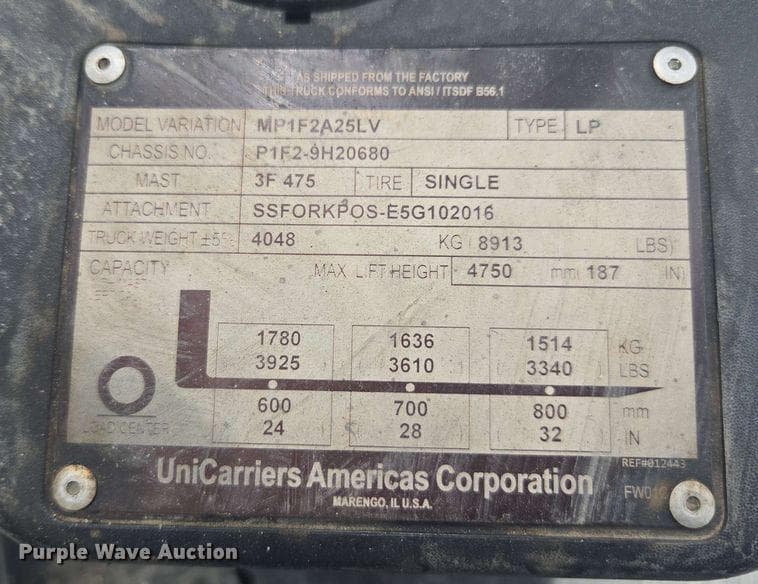 AS SHIPPED FROM THE FACTORY
THIS TRUCK CONFORMS TO ANSI / ITSDF B56.1
MODEL VARIATION MP1F2A25LV TYPE LP
CHASSIS NO. P1F2-9H20680
MAST 3F 475 TIRE SINGLE
ATTACHMENT SSFORKPOS-E5G102016
TRUCK WEIGHT ±5% 4048 KG ( 8913 LBS)
CAPACITY MAX. LIFT HEIGHT 4750 mm ( 187 IN)
1780 1636 1514 KG
( 3925 ) ( 3610 ) ( 3340 ) LBS
600 700 800 mm
LOAD CENTER ( 24 ) ( 28 ) ( 32 ) IN
REF#012443
UniCarriers Americas Corporation
MARENGO, IL U.S.A.
Purple Wave Auction